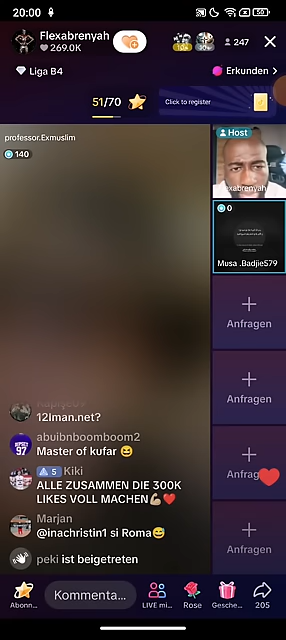 20:00
50
Flexabrenyah
269.0K
247
Liga B4
Erkunden
51/70
Click to register
professor.Exmuslim
140
Host
exabrenyah
0
Musa .BadjieS79
Anfragen
Anfragen
Anfragen
Anfragen
12Iman.net?
abuibnboomboom2
Master of kufar 😆
5 Kiki
ALLE ZUSAMMEN DIE 300K
LIKES VOLL MACHEN💪🏽❤️
Marjan
@inachristin1 si Roma😅
peki ist beigetreten
Abonn...
Kommenta...
LIVE mi...
Rose
Gesche...
205